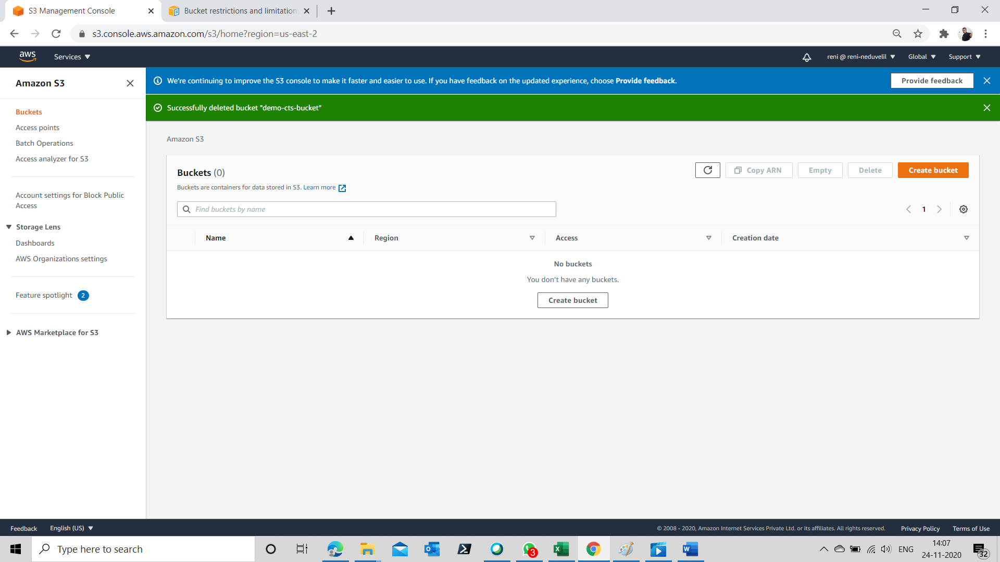 S3 Management Console
Bucket restrictions and limitation
s3.console.aws.amazon.com/s3/home?region=us-east-2
aws
Services
reni @ reni-neduvelil
Global
Support
Amazon S3
We're continuing to improve the S3 console to make it faster and easier to use. If you have feedback on the updated experience, choose Provide feedback.
Provide feedback
Successfully deleted bucket "demo-cts-bucket"
Buckets
Access points
Batch Operations
Access analyzer for S3
Account settings for Block Public
Access
Storage Lens
Dashboards
AWS Organizations settings
Feature spotlight 2
AWS Marketplace for S3
Amazon S3
Buckets (0)
Copy ARN
Empty
Delete
Create bucket
Buckets are containers for data stored in S3. Learn more
Find buckets by name
1
Name
Region
Access
Creation date
No buckets
You don't have any buckets.
Create bucket
Feedback
English (US)
© 2008 - 2020, Amazon Internet Services Private Ltd. or its affiliates. All rights reserved.
Privacy Policy
Terms of Use
Type here to search
3
ENG
14:07
24-11-2020
32